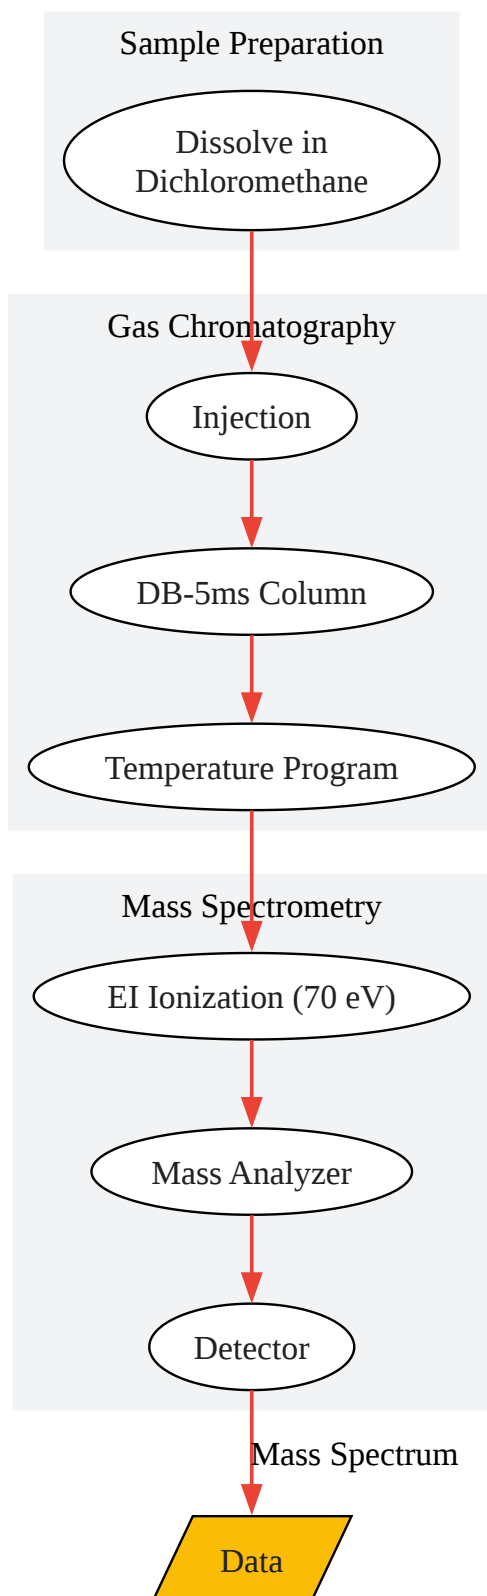 Sample Preparation
Dissolve in
Dichloromethane
Gas Chromatography
Injection
DB-5ms Column
Temperature Program
Mass Spectrometry
EI Ionization (70 eV)
Mass Analyzer
Detector
Mass Spectrum
Data